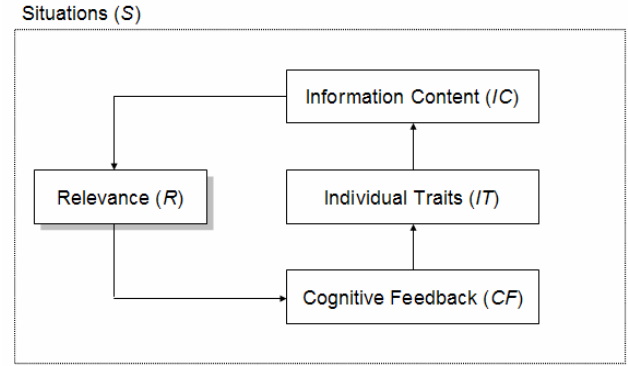 Situations (S)
Information Content (IC)
Relevance (R)
Individual Traits (IT)
Cognitive Feedback (CF)